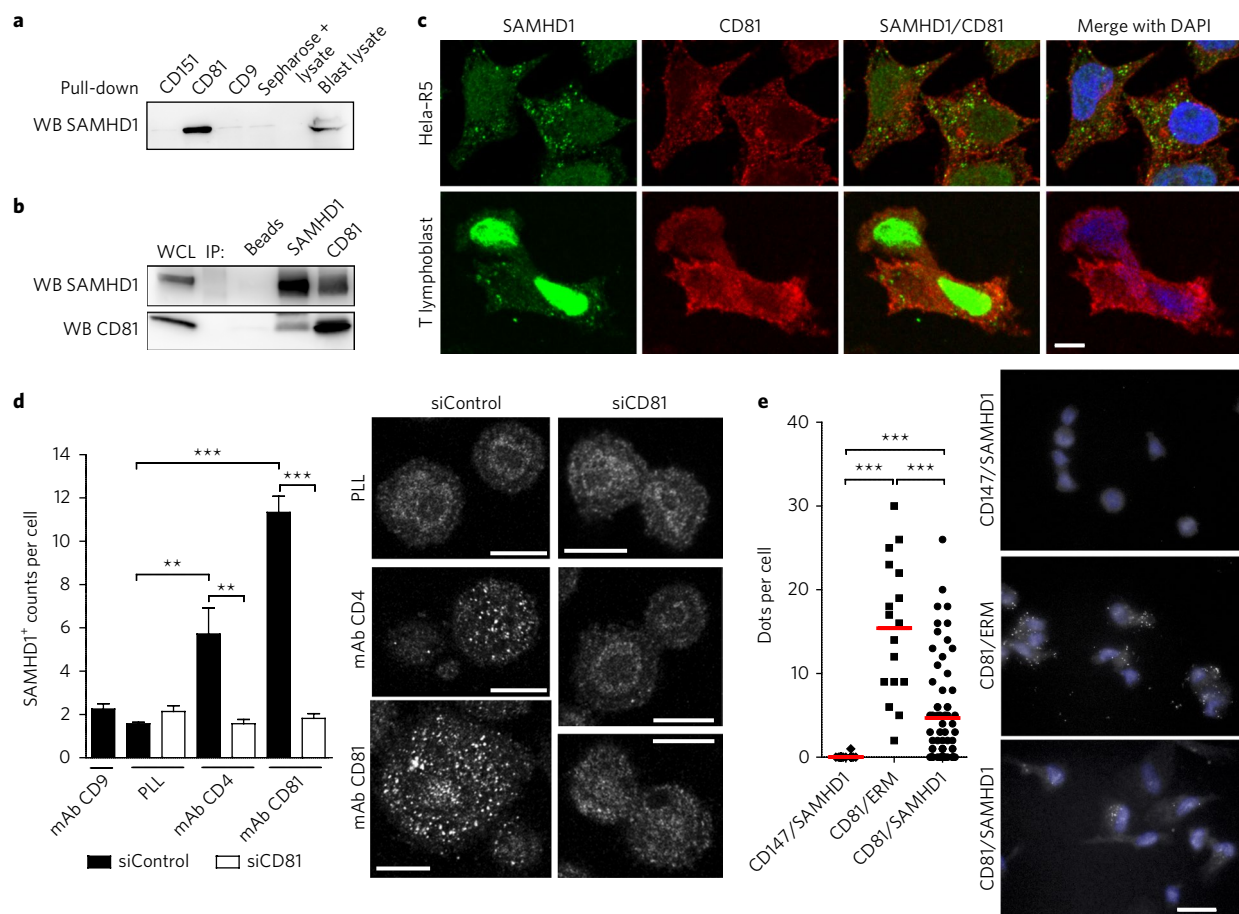 a
Pull-down
CD151
CD81
CD9
Sepharose +
lysate
Blast lysate
WB SAMHD1
b
WCL
IP:
Beads
SAMHD1
CD81
WB SAMHD1
WB CD81
c
SAMHD1
CD81
SAMHD1/CD81
Merge with DAPI
Hela-R5
T lymphoblast
d
SAMHD1+ counts per cell
14
12
10
8
6
4
2
0
***
***
**
**
mAb CD9
PLL
mAb CD4
mAb CD81
siControl
siCD81
siControl
siCD81
PLL
mAb CD4
mAb CD81
e
Dots per cell
40
30
20
10
0
***
***
***
CD147/SAMHD1
CD81/ERM
CD81/SAMHD1
CD147/SAMHD1
CD81/ERM
CD81/SAMHD1